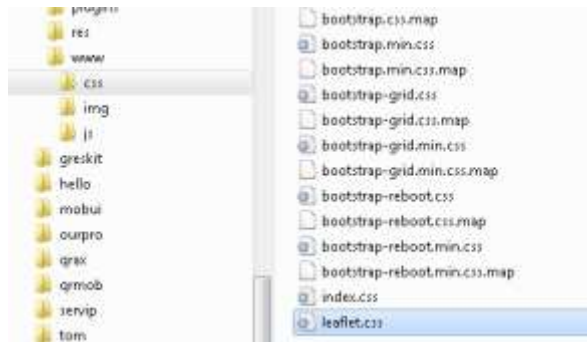 plugins
res
www
css
img
js
greskit
hello
mobui
ourpro
qrax
qrmob
servip
tom
bootstrap.css.map
bootstrap.min.css
bootstrap.min.css.map
bootstrap-grid.css
bootstrap-grid.css.map
bootstrap-grid.min.css
bootstrap-grid.min.css.map
bootstrap-reboot.css
bootstrap-reboot.css.map
bootstrap-reboot.min.css
bootstrap-reboot.min.css.map
index.css
leaflet.css